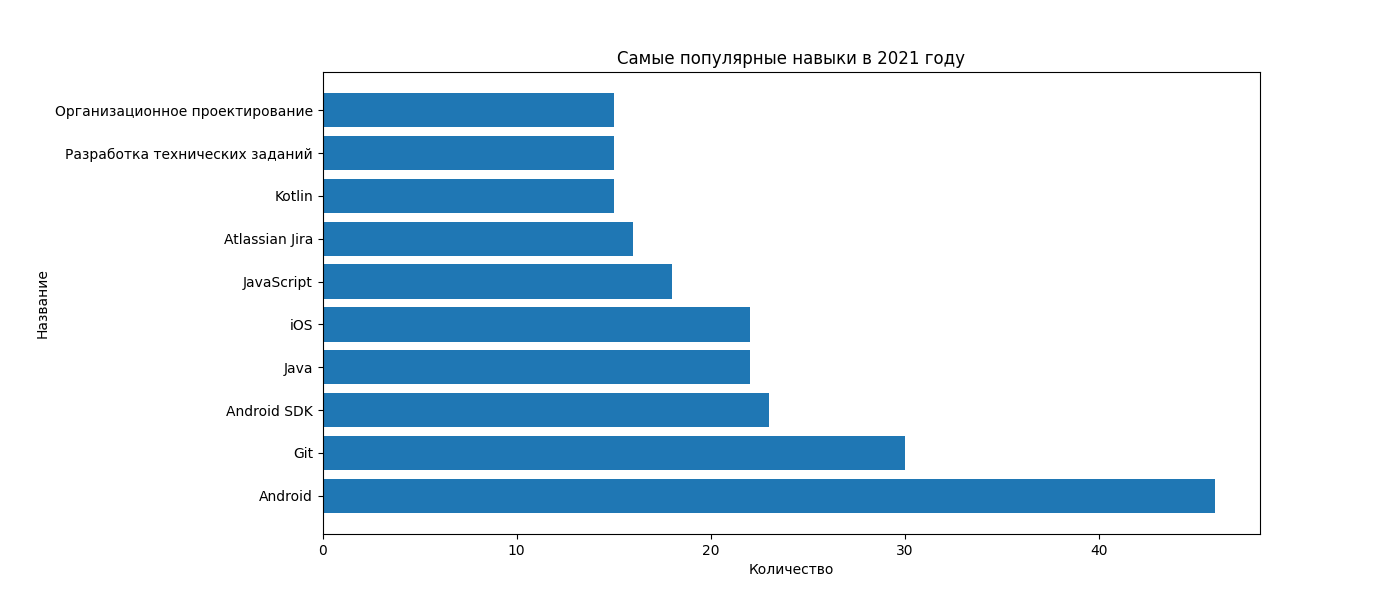 Самые популярные навыки в 2021 году
Организационное проектирование
Разработка технических заданий
Kotlin
Atlassian Jira
JavaScript
iOS
Java
Android SDK
Git
Android
Название
0 10 20 30 40
Количество